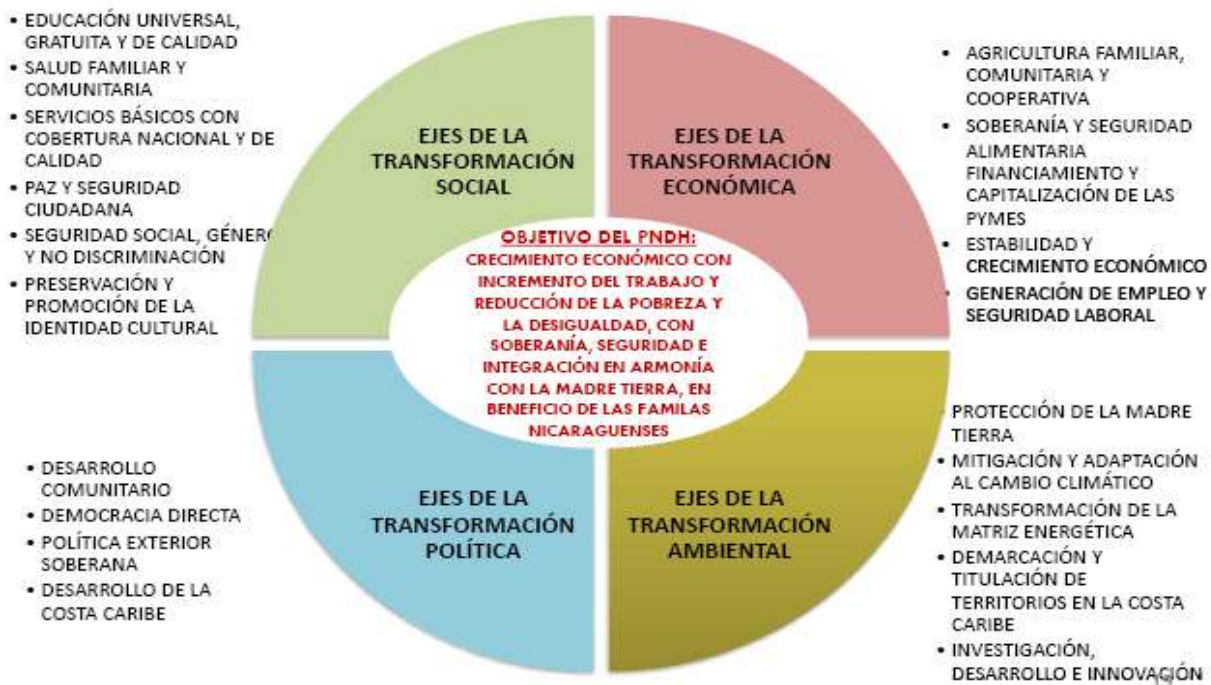 • EDUCACIÓN UNIVERSAL,
GRATUITA Y DE CALIDAD
• SALUD FAMILIAR Y
COMUNITARIA
• SERVICIOS BÁSICOS CON
COBERTURA NACIONAL Y DE
CALIDAD
• PAZ Y SEGURIDAD
CIUDADANA
• SEGURIDAD SOCIAL, GÉNERO
Y NO DISCRIMINACIÓN
• PRESERVACIÓN Y
PROMOCIÓN DE LA
IDENTIDAD CULTURAL
EJES DE LA
TRANSFORMACIÓN
SOCIAL
EJES DE LA
TRANSFORMACIÓN
ECONÓMICA
• AGRICULTURA FAMILIAR,
COMUNITARIA Y
COOPERATIVA
• SOBERANÍA Y SEGURIDAD
ALIMENTARIA
FINANCIAMIENTO Y
CAPITALIZACIÓN DE LAS
PYMES
• ESTABILIDAD Y
CRECIMIENTO ECONÓMICO
• GENERACIÓN DE EMPLEO Y
SEGURIDAD LABORAL
OBJETIVO DEL PNDH:
CRECIMIENTO ECONÓMICO CON
INCREMENTO DEL TRABAJO Y
REDUCCIÓN DE LA POBREZA Y
LA DESIGUALDAD, CON
SOBERANÍA, SEGURIDAD E
INTEGRACIÓN EN ARMONÍA
CON LA MADRE TIERRA, EN
BENEFICIO DE LAS FAMILAS
NICARAGUENSES
• DESARROLLO
COMUNITARIO
• DEMOCRACIA DIRECTA
• POLÍTICA EXTERIOR
SOBERANA
• DESARROLLO DE LA
COSTA CARIBE
EJES DE LA
TRANSFORMACIÓN
POLÍTICA
EJES DE LA
TRANSFORMACIÓN
AMBIENTAL
• PROTECCIÓN DE LA MADRE
TIERRA
• MITIGACIÓN Y ADAPTACIÓN
AL CAMBIO CLIMÁTICO
• TRANSFORMACIÓN DE LA
MATRIZ ENERGÉTICA
• DEMARCACIÓN Y
TITULACIÓN DE
TERRITORIOS EN LA COSTA
CARIBE
• INVESTIGACIÓN,
DESARROLLO E INNOVACIÓN